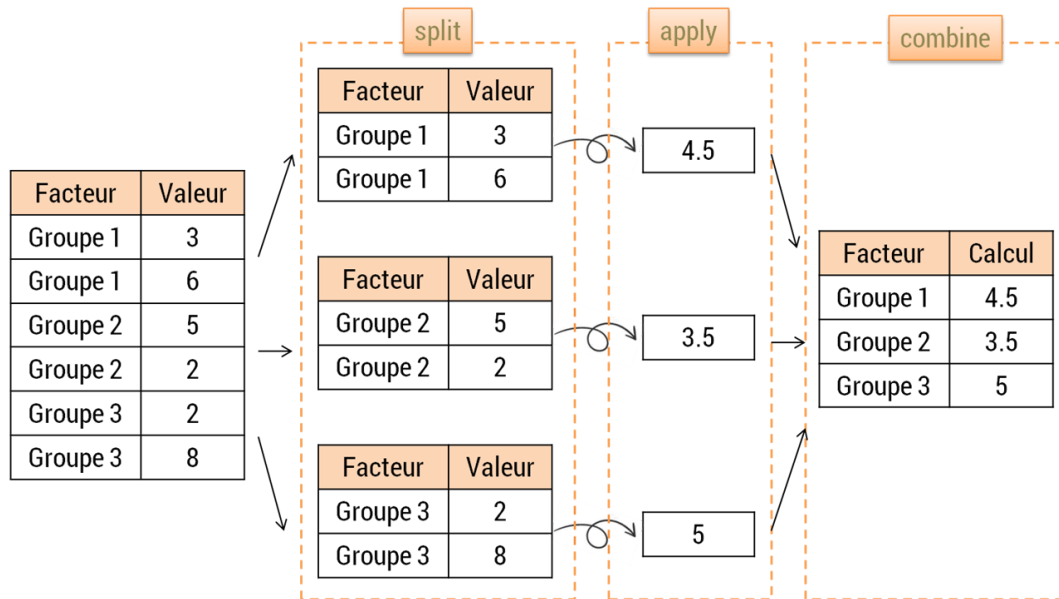 split
apply
combine
Facteur Valeur
Groupe 1 3
Groupe 1 6
Groupe 2 5
Groupe 2 2
Groupe 3 2
Groupe 3 8
Facteur Valeur
Groupe 1 3
Groupe 1 6
Facteur Valeur
Groupe 2 5
Groupe 2 2
Facteur Valeur
Groupe 3 2
Groupe 3 8
4.5
3.5
5
Facteur Calcul
Groupe 1 4.5
Groupe 2 3.5
Groupe 3 5